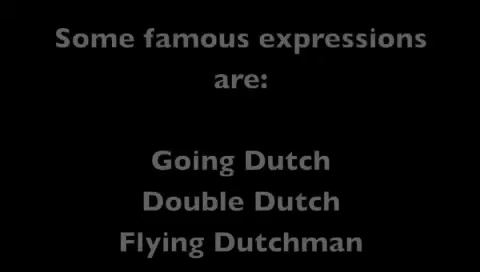 Some famous expressions
are:
Going Dutch
Double Dutch
Flying Dutchman